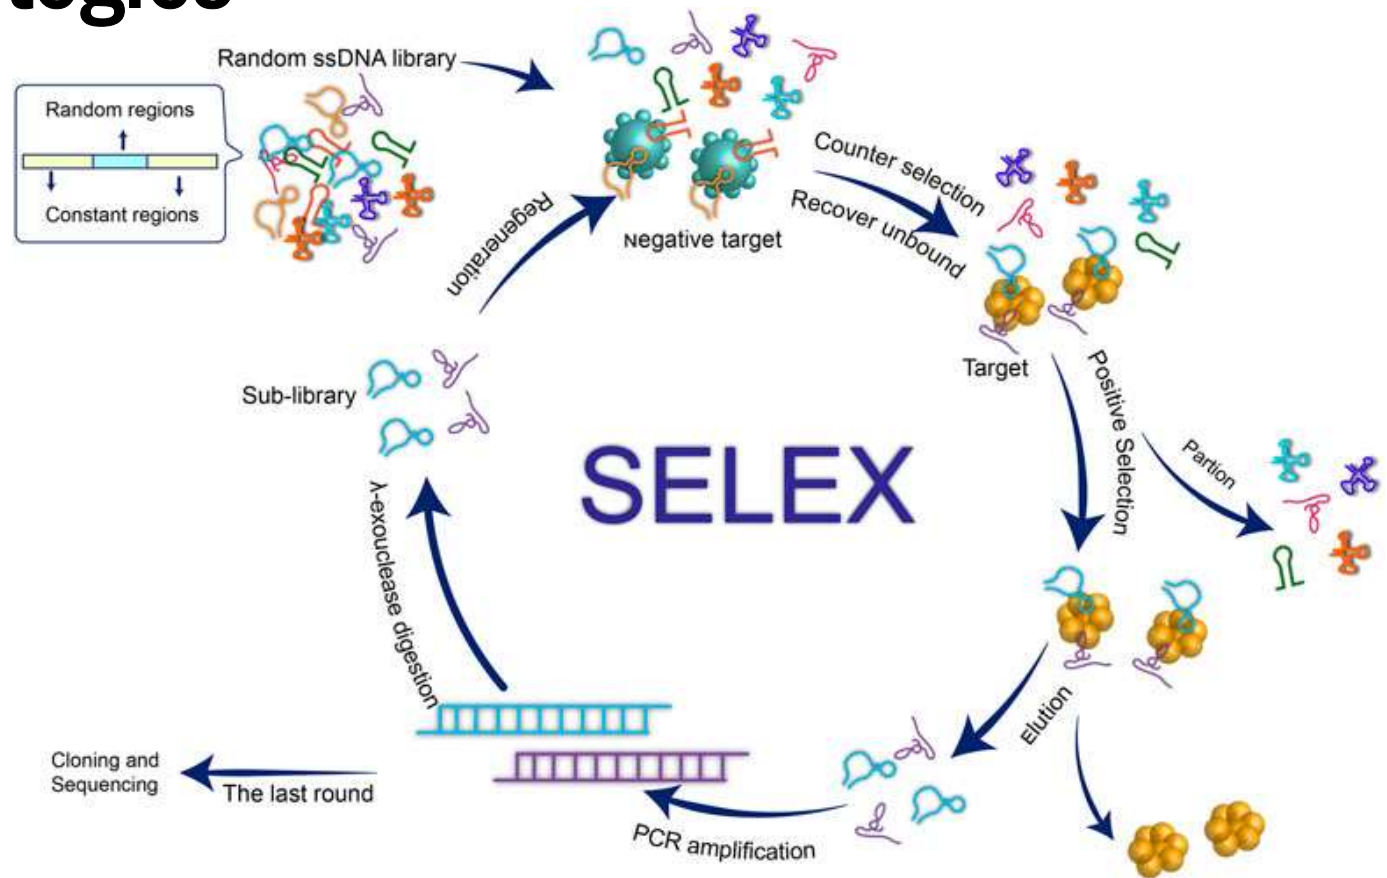 Random ssDNA library
Random regions
Constant regions
Negative target
Counter selection
Recover unbound
Regeneration
Target
Positive Selection
Partion
Sub-library
SELEX
λ-exouclease digestion
Elution
Cloning and
Sequencing
The last round
PCR amplification